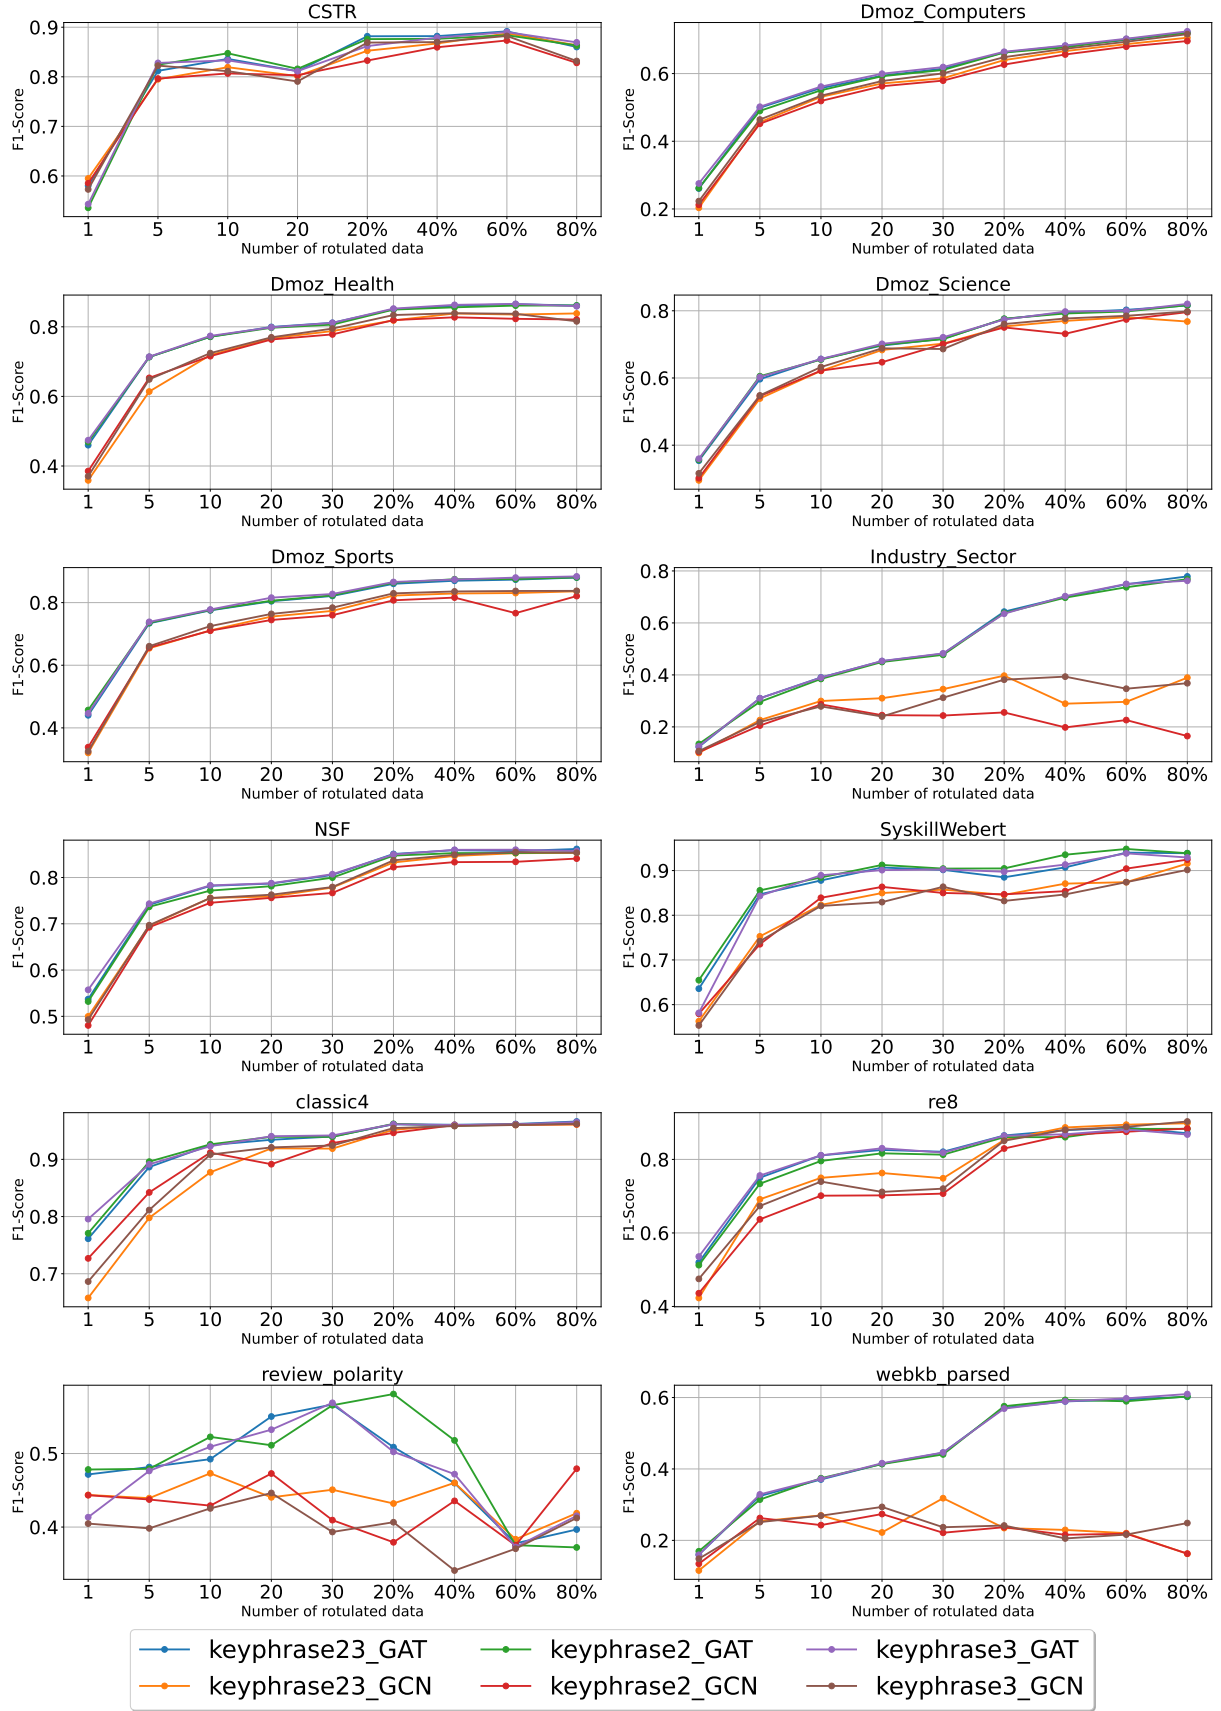 CSTR
0.9
0.8
0.7
0.6
F1-Score
1 5 10 20 20% 40% 60% 80%
Number of rotulated data
Dmoz_Computers
0.6
0.4
0.2
F1-Score
1 5 10 20 30 20% 40% 60% 80%
Number of rotulated data
Dmoz_Health
0.8
0.6
0.4
F1-Score
1 5 10 20 30 20% 40% 60% 80%
Number of rotulated data
Dmoz_Science
0.8
0.6
0.4
F1-Score
1 5 10 20 30 20% 40% 60% 80%
Number of rotulated data
Dmoz_Sports
0.8
0.6
0.4
F1-Score
1 5 10 20 30 20% 40% 60% 80%
Number of rotulated data
Industry_Sector
0.8
0.6
0.4
0.2
F1-Score
1 5 10 20 30 20% 40% 60% 80%
Number of rotulated data
NSF
0.8
0.7
0.6
0.5
F1-Score
1 5 10 20 30 20% 40% 60% 80%
Number of rotulated data
SyskillWebert
0.9
0.8
0.7
0.6
F1-Score
1 5 10 20 30 20% 40% 60% 80%
Number of rotulated data
classic4
0.9
0.8
0.7
F1-Score
1 5 10 20 30 20% 40% 60% 80%
Number of rotulated data
re8
0.8
0.6
0.4
F1-Score
1 5 10 20 30 20% 40% 60% 80%
Number of rotulated data
review_polarity
0.5
0.4
F1-Score
1 5 10 20 30 20% 40% 60% 80%
Number of rotulated data
webkb_parsed
0.6
0.4
0.2
F1-Score
1 5 10 20 30 20% 40% 60% 80%
Number of rotulated data
keyphrase23_GAT keyphrase2_GAT keyphrase3_GAT
keyphrase23_GCN keyphrase2_GCN keyphrase3_GCN